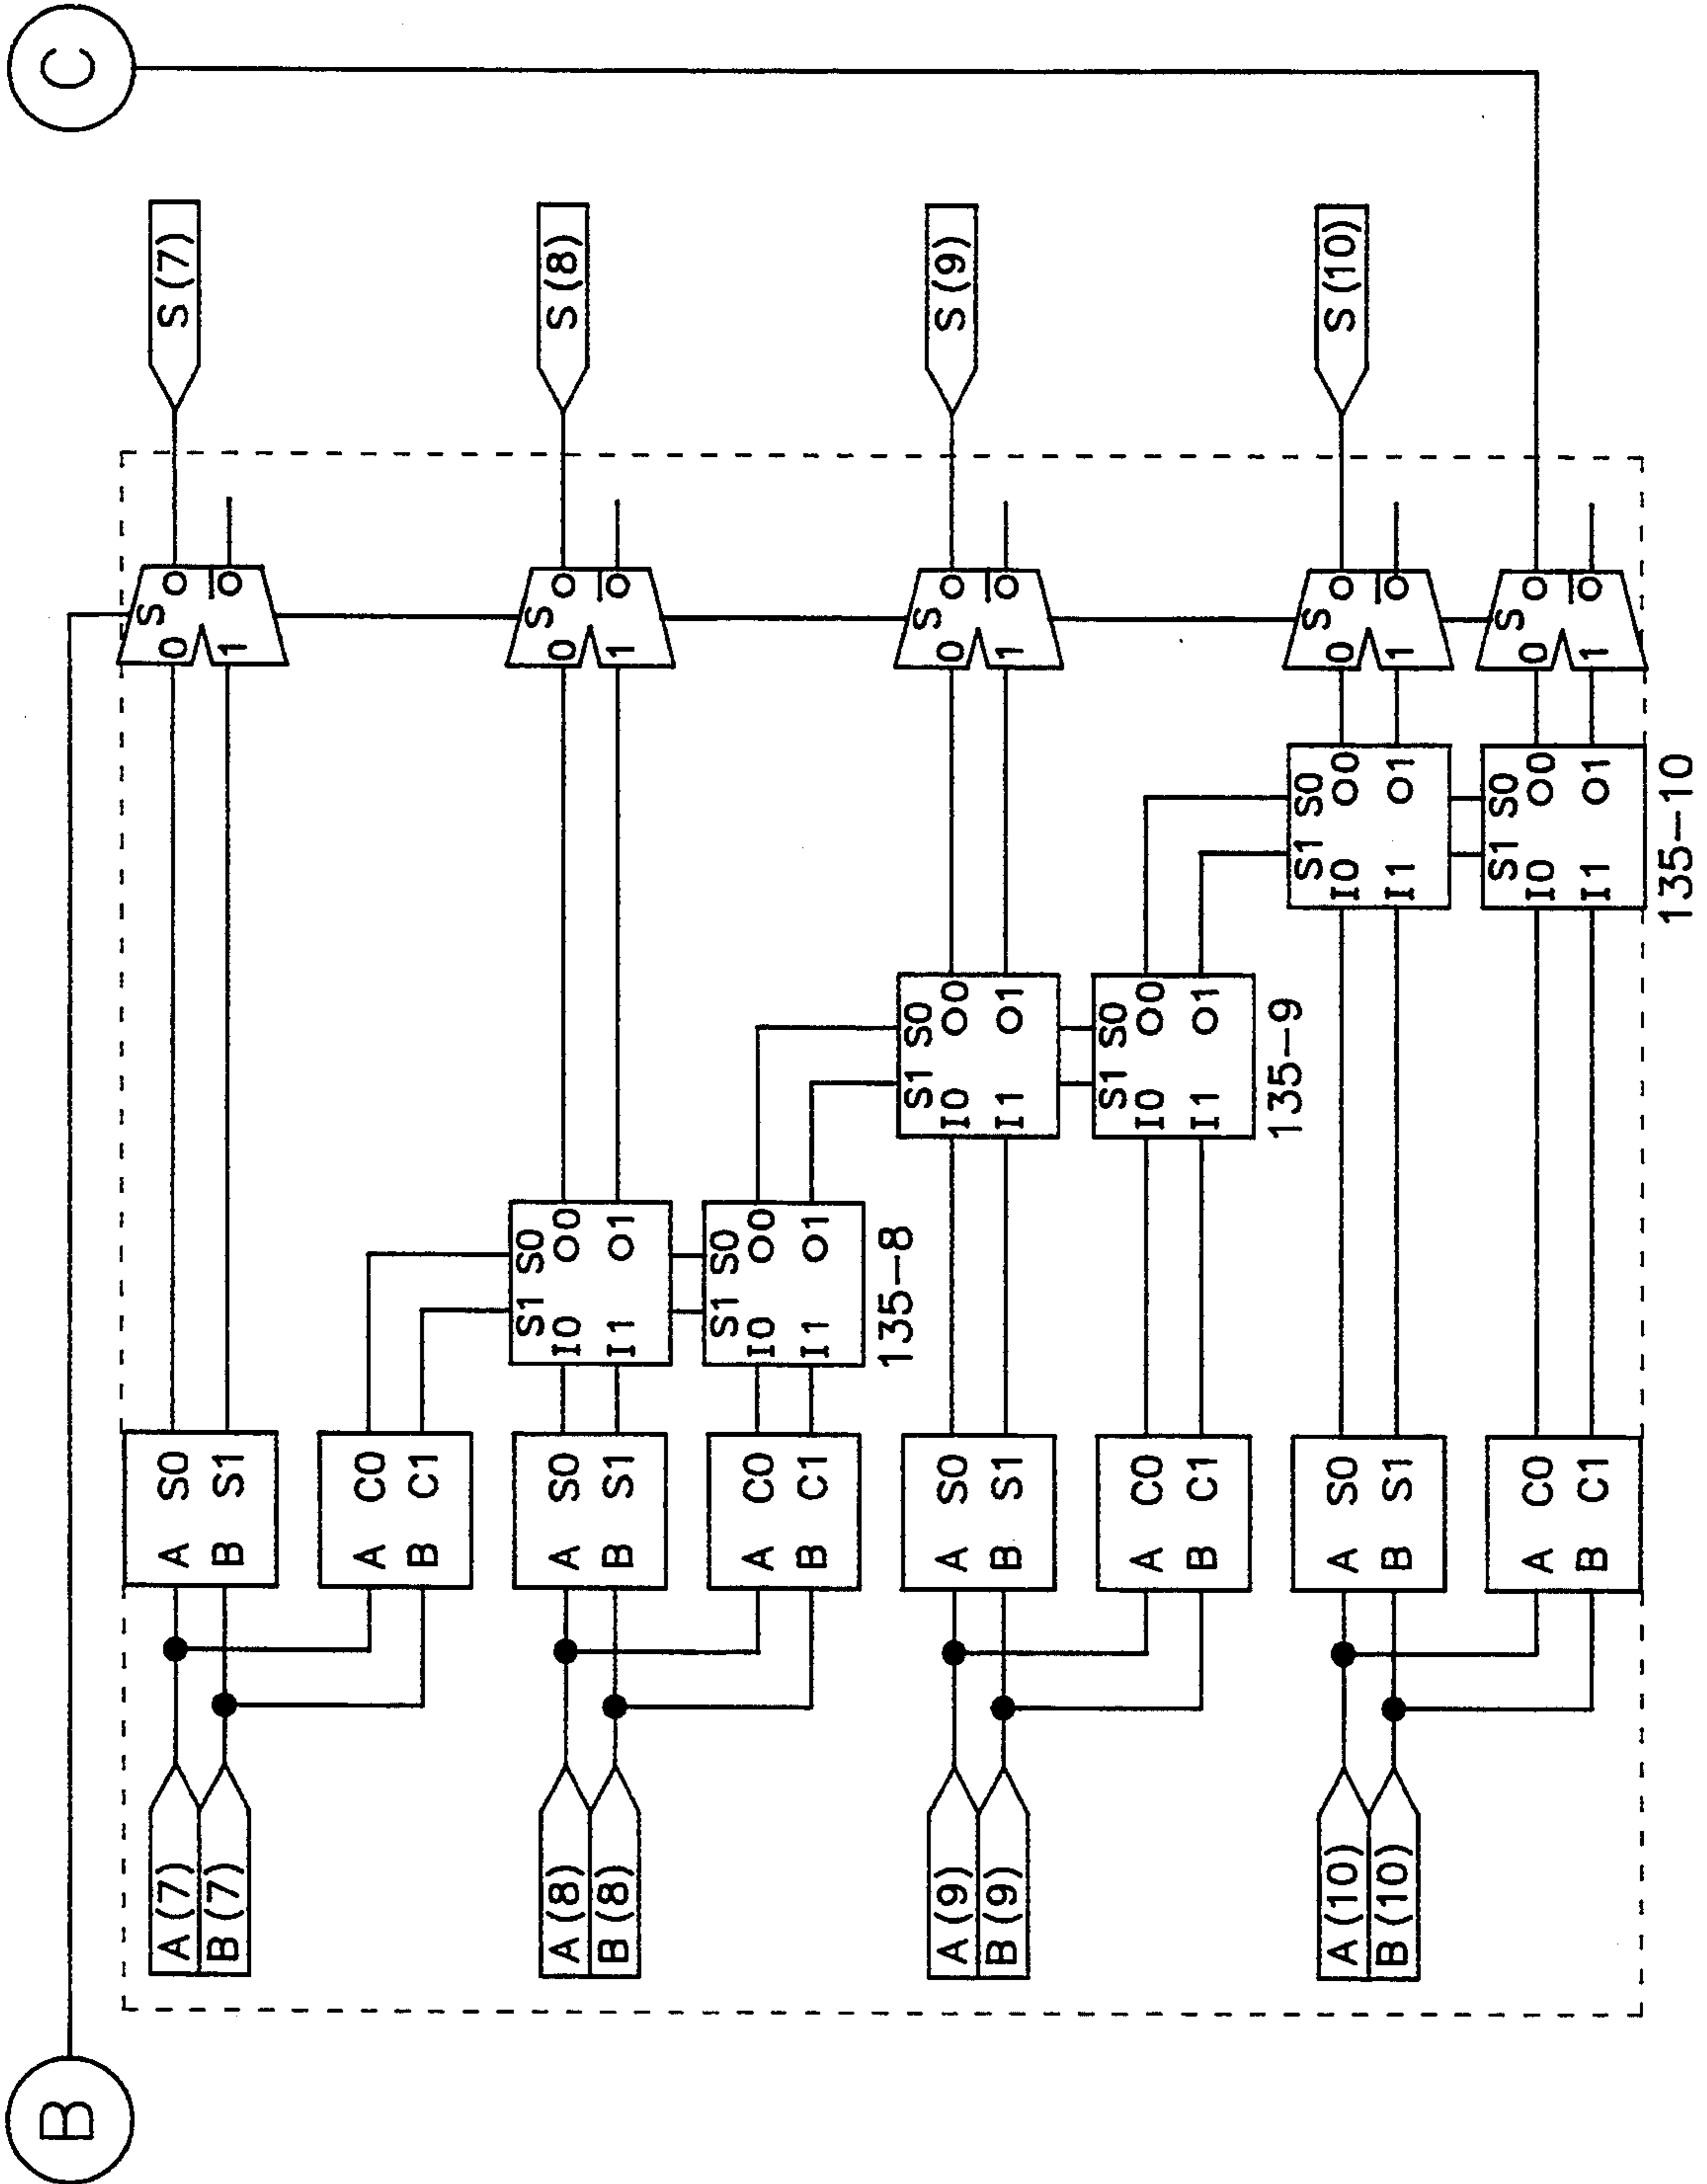 B
C
S
A (7) A S0 0 O S (7)
B (7) B S1 1 O
A C0
B C1
S1 S0 S
A (8) A S0 I0 O0 0 O S (8)
B (8) B S1 I1 O1 1 O
S1 S0
A C0 I0 O0
B C1 I1 O1
135-8
S1 S0 S
A (9) A S0 I0 O0 0 O S (9)
B (9) B S1 I1 O1 1 O
S1 S0
A C0 I0 O0
B C1 I1 O1
135-9
S1 S0 S
A (10) A S0 I0 O0 0 O S (10)
B (10) B S1 I1 O1 1 O
S1 S0 S
A C0 I0 O0 0 O
B C1 I1 O1 1 O
135-10